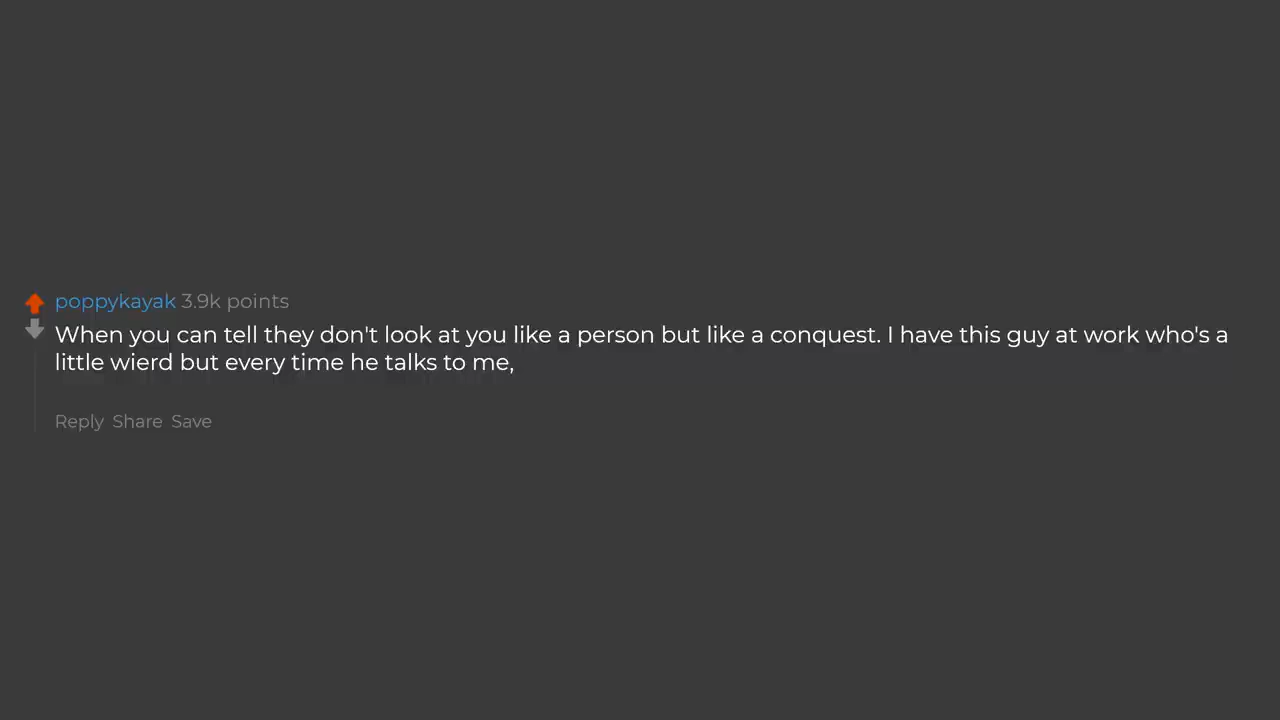 poppykayak 3.9k points
When you can tell they don't look at you like a person but like a conquest. I have this guy at work who's a
little wierd but every time he talks to me,
Reply Share Save